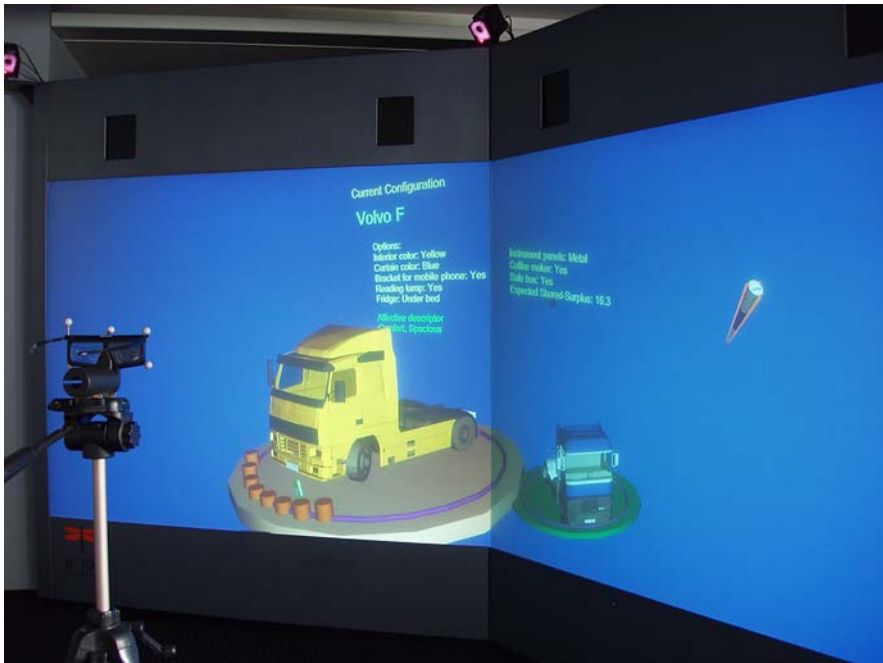 Current Configuration
Volvo F
Options:
Interior color: Yellow
Curtain color: Blue
Bracket for mobile phone: Yes
Reading lamp: Yes
Fridge: Under bed
Affective descriptor
Comfort, Spacious
Instrument panels: Metal
Coffee maker: Yes
Safe box: Yes
Expected Shared-Surplus: 16.3